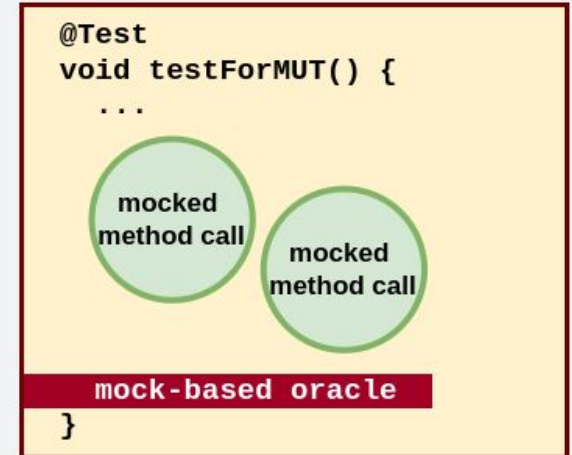 @Test
void testForMUT() {
...
mocked
method call
mocked
method call
mock-based oracle
}